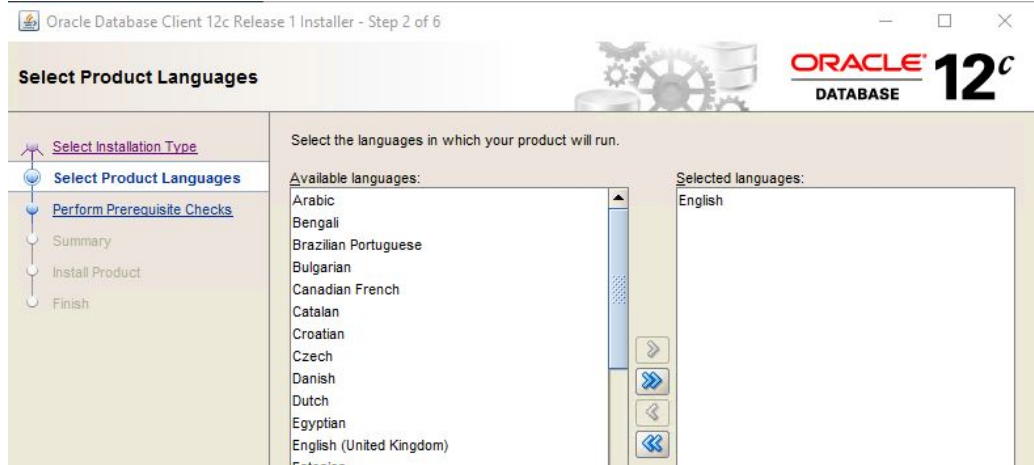 Oracle Database Client 12c Release 1 Installer - Step 2 of 6
Select Product Languages
ORACLE
DATABASE
12c
Select Installation Type
Select Product Languages
Perform Prerequisite Checks
Summary
Install Product
Finish
Select the languages in which your product will run.
Available languages:
Arabic
Bengali
Brazilian Portuguese
Bulgarian
Canadian French
Catalan
Croatian
Czech
Danish
Dutch
Egyptian
English (United Kingdom)
Selected languages:
English